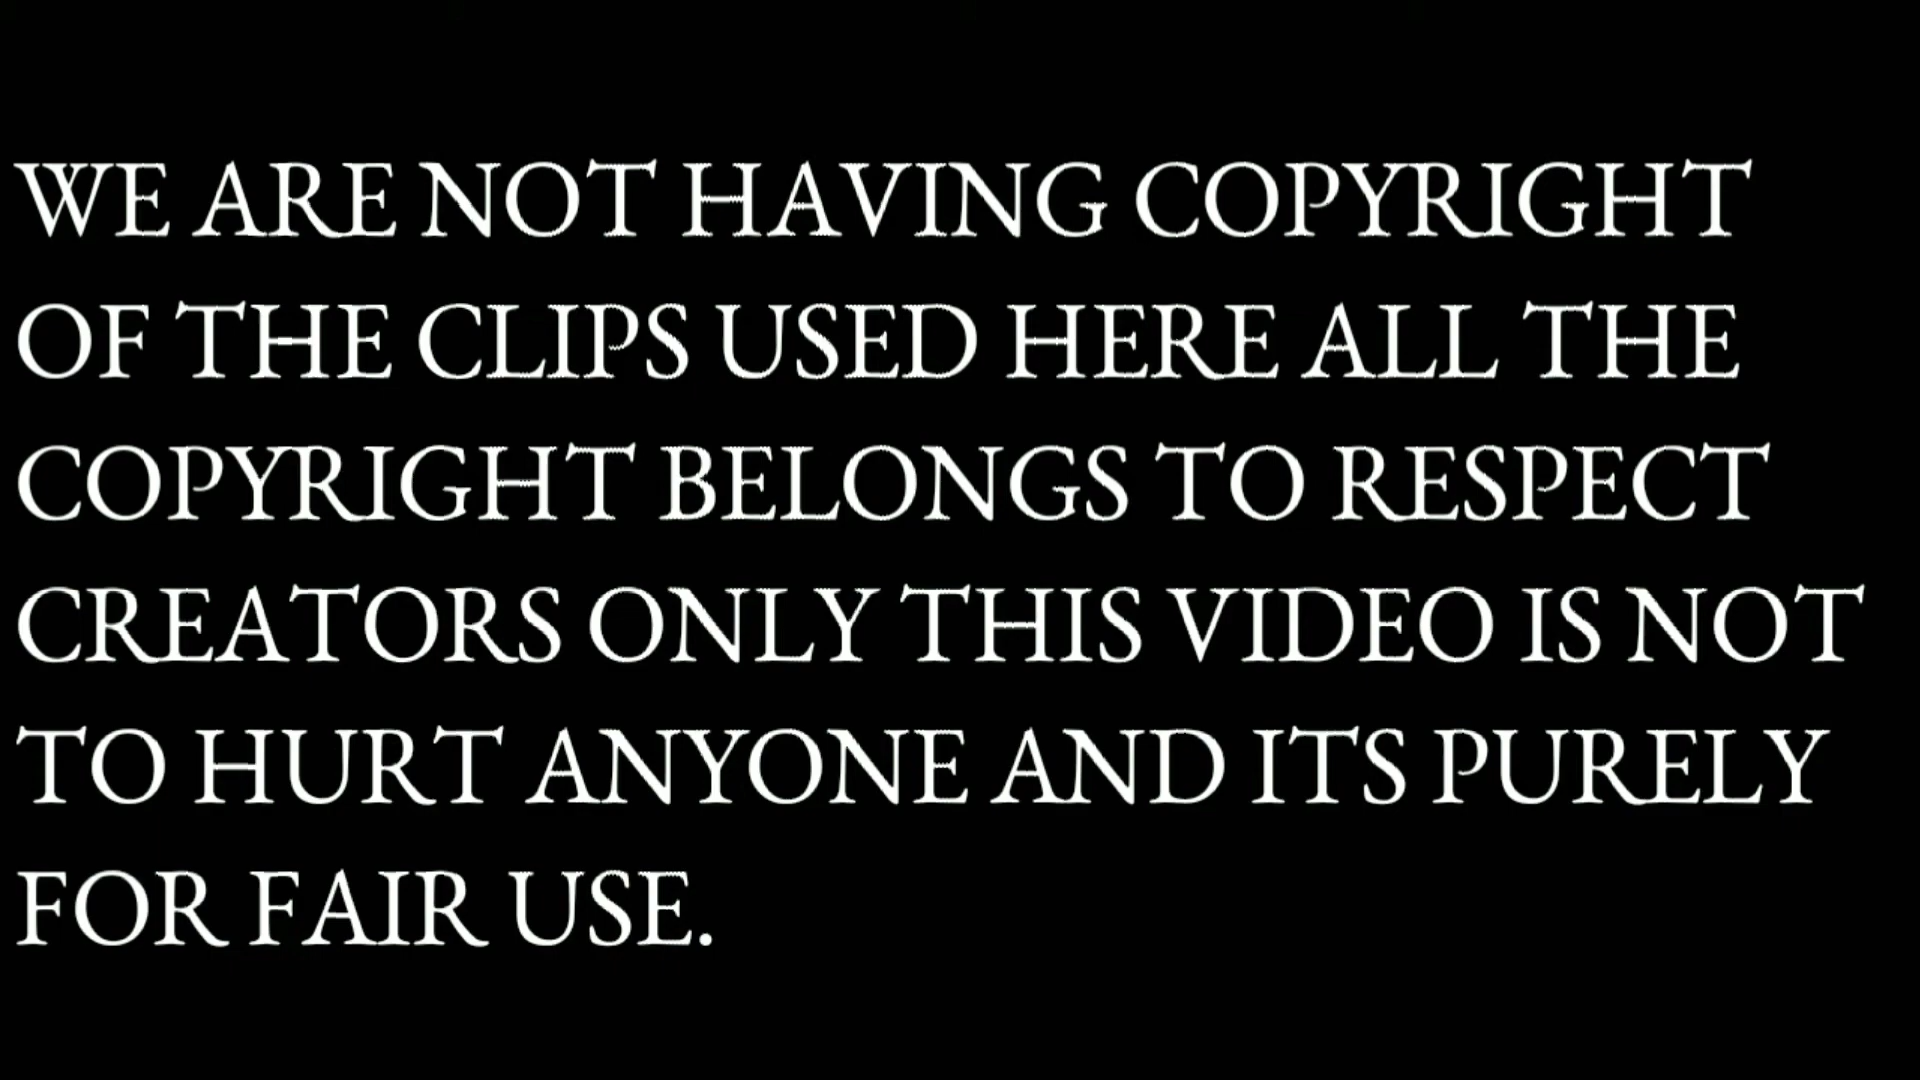 WE ARE NOT HAVING COPYRIGHT
OF THE CLIPS USED HERE ALL THE
COPYRIGHT BELONGS TO RESPECT
CREATORS ONLY THIS VIDEO IS NOT
TO HURT ANYONE AND ITS PURELY
FOR FAIR USE.